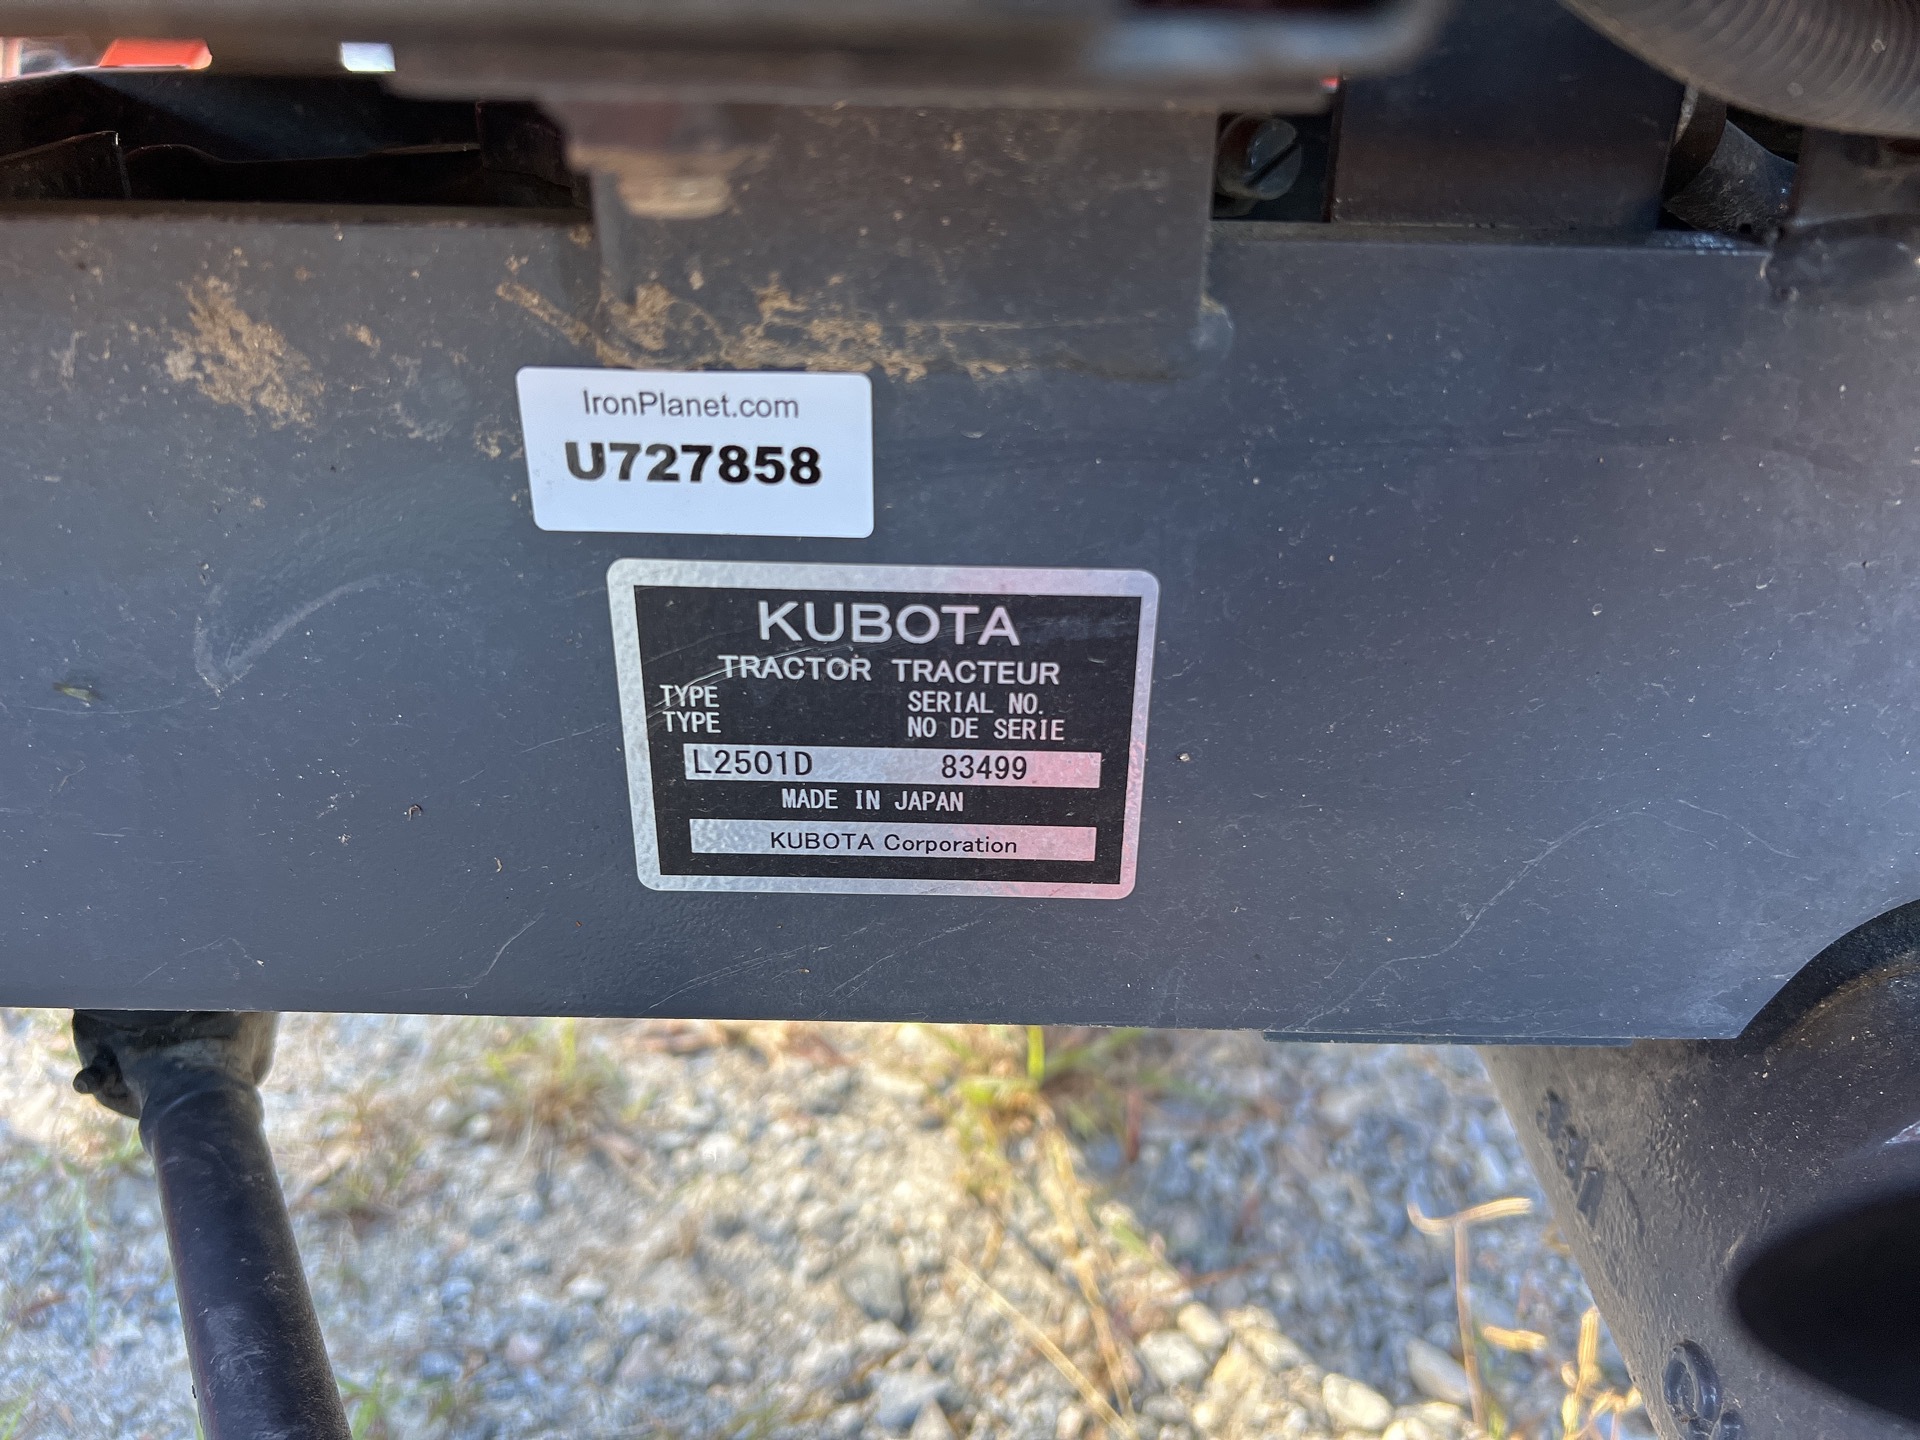 IronPlanet.com
U727858
KUBOTA
TRACTOR TRACTEUR
TYPE SERIAL NO.
TYPE NO DE SERIE
L2501D 83499
MADE IN JAPAN
KUBOTA Corporation